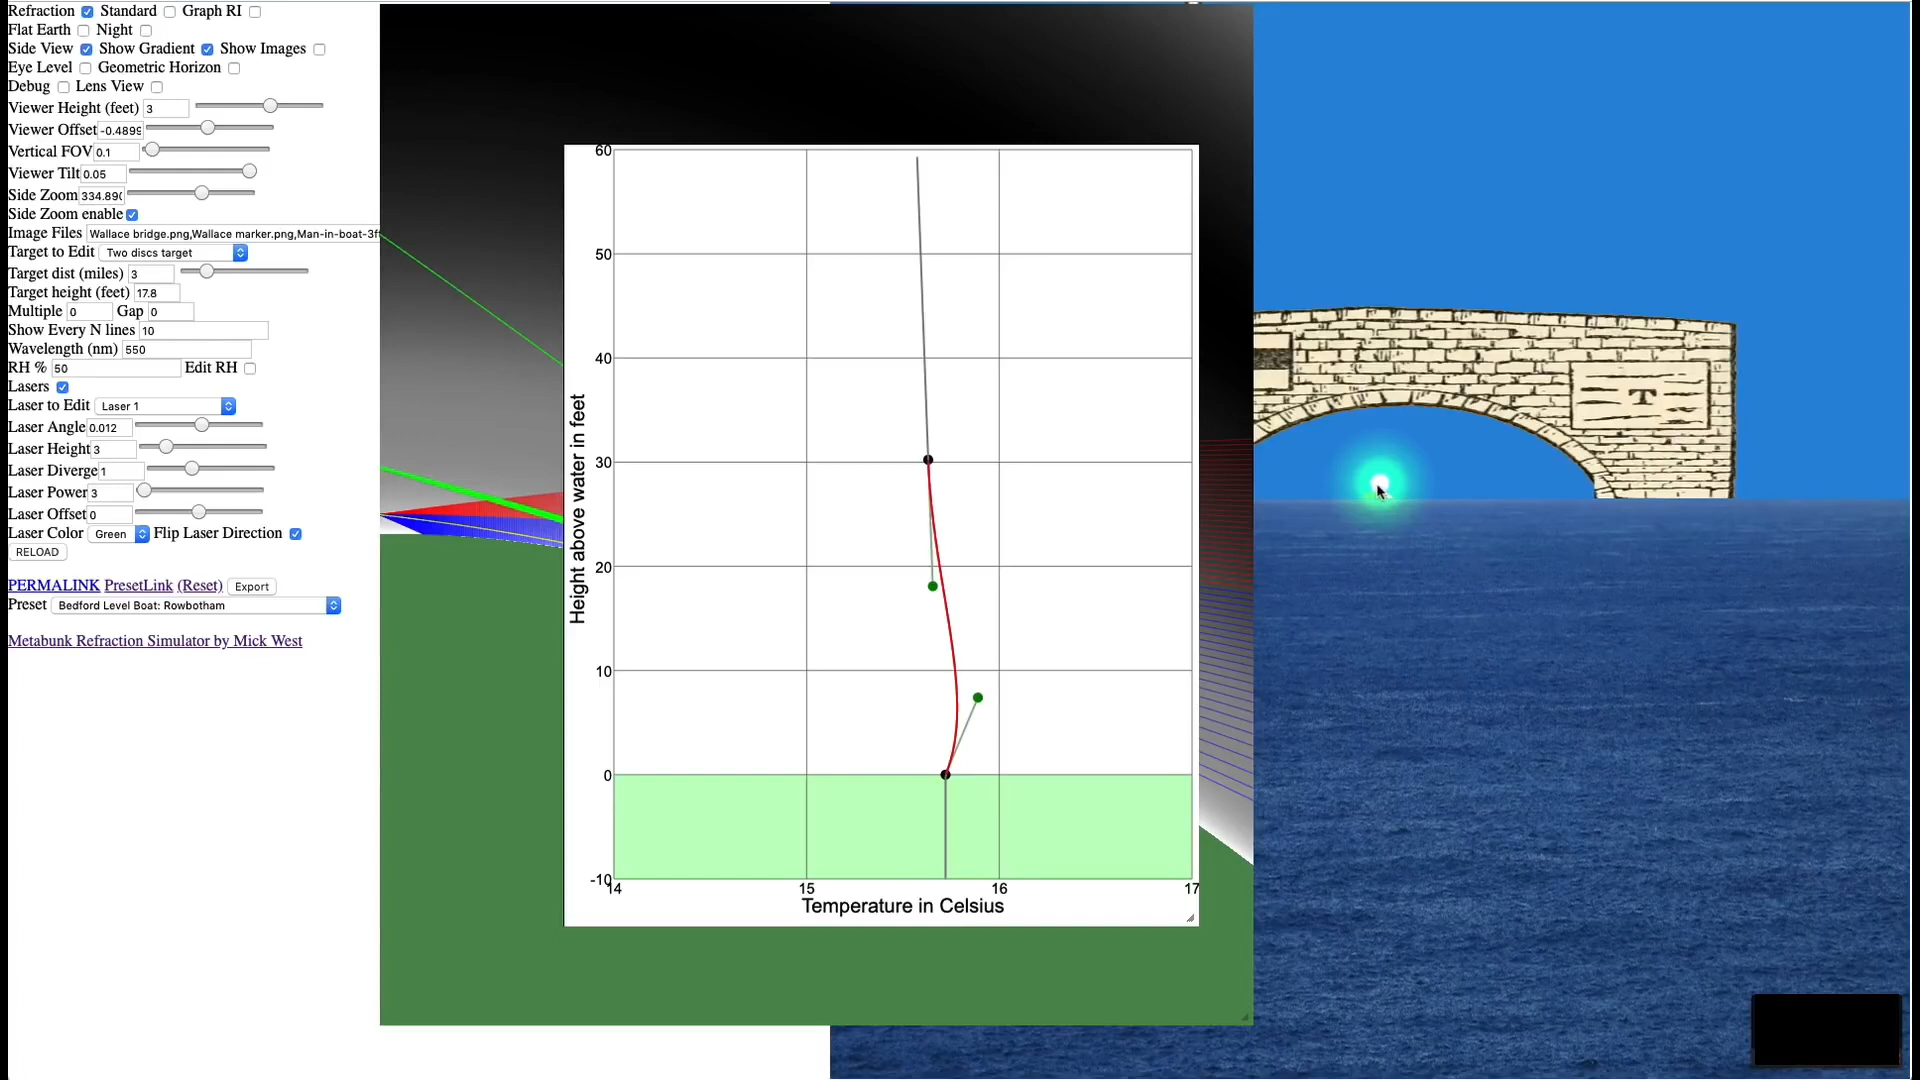 Refraction Standard Graph RI
Flat Earth Night
Side View Show Gradient Show Images
Eye Level Geometric Horizon
Debug Lens View
Viewer Height (feet) 3
Viewer Offset -0.4899
Vertical FOV 0.1
Viewer Tilt 0.05
Side Zoom 334.89(
Side Zoom enable
Image Files Wallace bridge.png,Wallace marker.png,Man-in-boat-3f
Target to Edit Two discs target
Target dist (miles) 3
Target height (feet) 17.8
Multiple 0 Gap 0
Show Every N lines 10
Wavelength (nm) 550
RH % 50 Edit RH
Lasers
Laser to Edit Laser 1
Laser Angle 0.012
Laser Height 3
Laser Diverge 1
Laser Power 3
Laser Offset 0
Laser Color Green Flip Laser Direction
RELOAD
PERMALINK PresetLink (Reset) Export
Preset Bedford Level Boat: Rowbotham
Metabunk Refraction Simulator by Mick West
Height above water in feet
60
50
40
30
20
10
0
-10
14 15 16 17
Temperature in Celsius
T